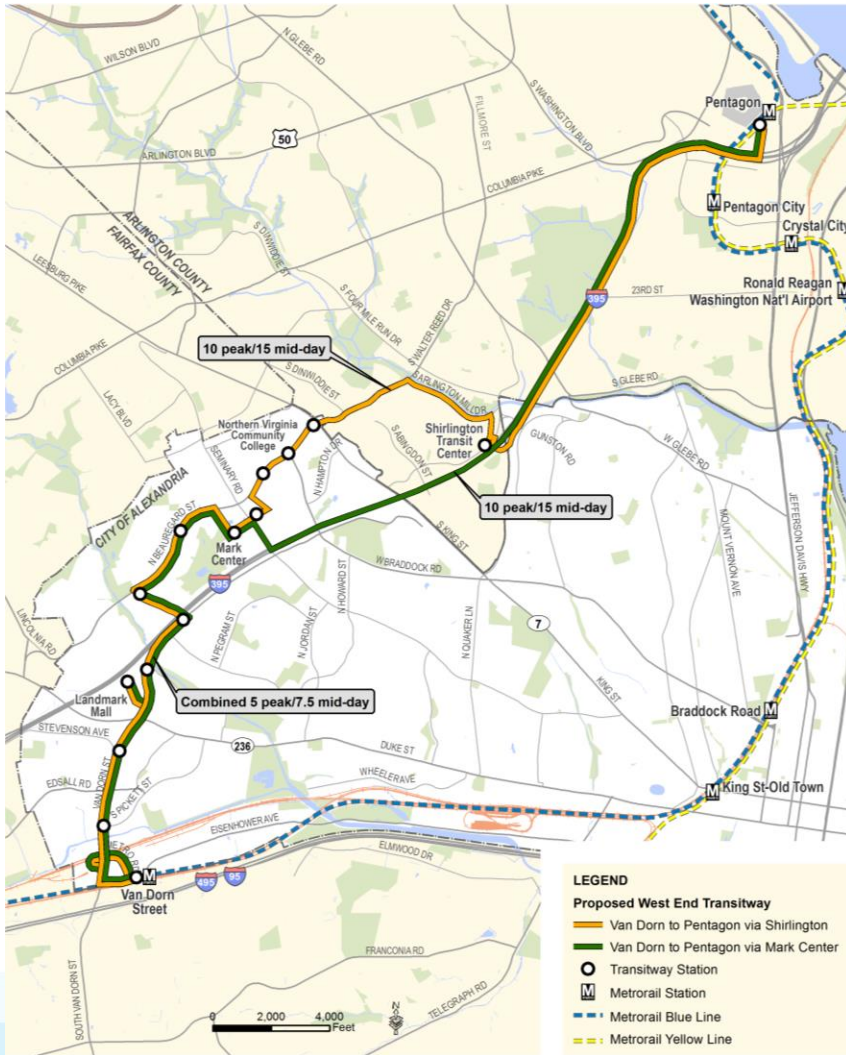 WILSON BLVD
N GLEBE RD
S WASHINGTON BLVD
Pentagon
M
FILLMORE ST
50
ARLINGTON BLVD
COLUMBIA PIKE
M
Pentagon City
Crystal City
M
ARLINGTON COUNTY
FAIRFAX COUNTY
S DINWIDDIE ST
LEESBURG PIKE
S FOUR MILE RUN DR
S WALTER REED DR
395
23RD ST
Ronald Reagan
Washington Nat'l Airport
M
10 peak/15 mid-day
COLUMBIA PIKE
S DINWIDDIE ST
S ARLINGTON MILL DR
S GLEBE RD
LACY BLVD
Northern Virginia
Community
College
Shirlington
Transit
Center
SEMINARY RD
N HAMPTON DR
S ABINGDON ST
GUNSTON RD
W GLEBE RD
CITY OF ALEXANDRIA
10 peak/15 mid-day
N BEAUREGARD ST
Mark
Center
S KING ST
MOUNT VERNON AVE
JEFFERSON DAVIS HWY
395
W BRADDOCK RD
N HOWARD ST
LINCOLNIA RD
N PEGRAM ST
N JORDAN ST
N QUAKER LN
7
KING ST
Landmark
Mall
Combined 5 peak/7.5 mid-day
Braddock Road
M
STEVENSON AVE
236
DUKE ST
EDSALL RD
VAN DORN ST
S PICKETT ST
WHEELER AVE
M
King St-Old Town
EISENHOWER AVE
METRO RD
ELMWOOD DR
M
Van Dorn
Street
495
95
SOUTH VAN DORN ST
FRANCONIA RD
TELEGRAPH RD
N
0 2,000 4,000
Feet
LEGEND
Proposed West End Transitway
Van Dorn to Pentagon via Shirlington
Van Dorn to Pentagon via Mark Center
Transitway Station
M Metrorail Station
Metrorail Blue Line
Metrorail Yellow Line